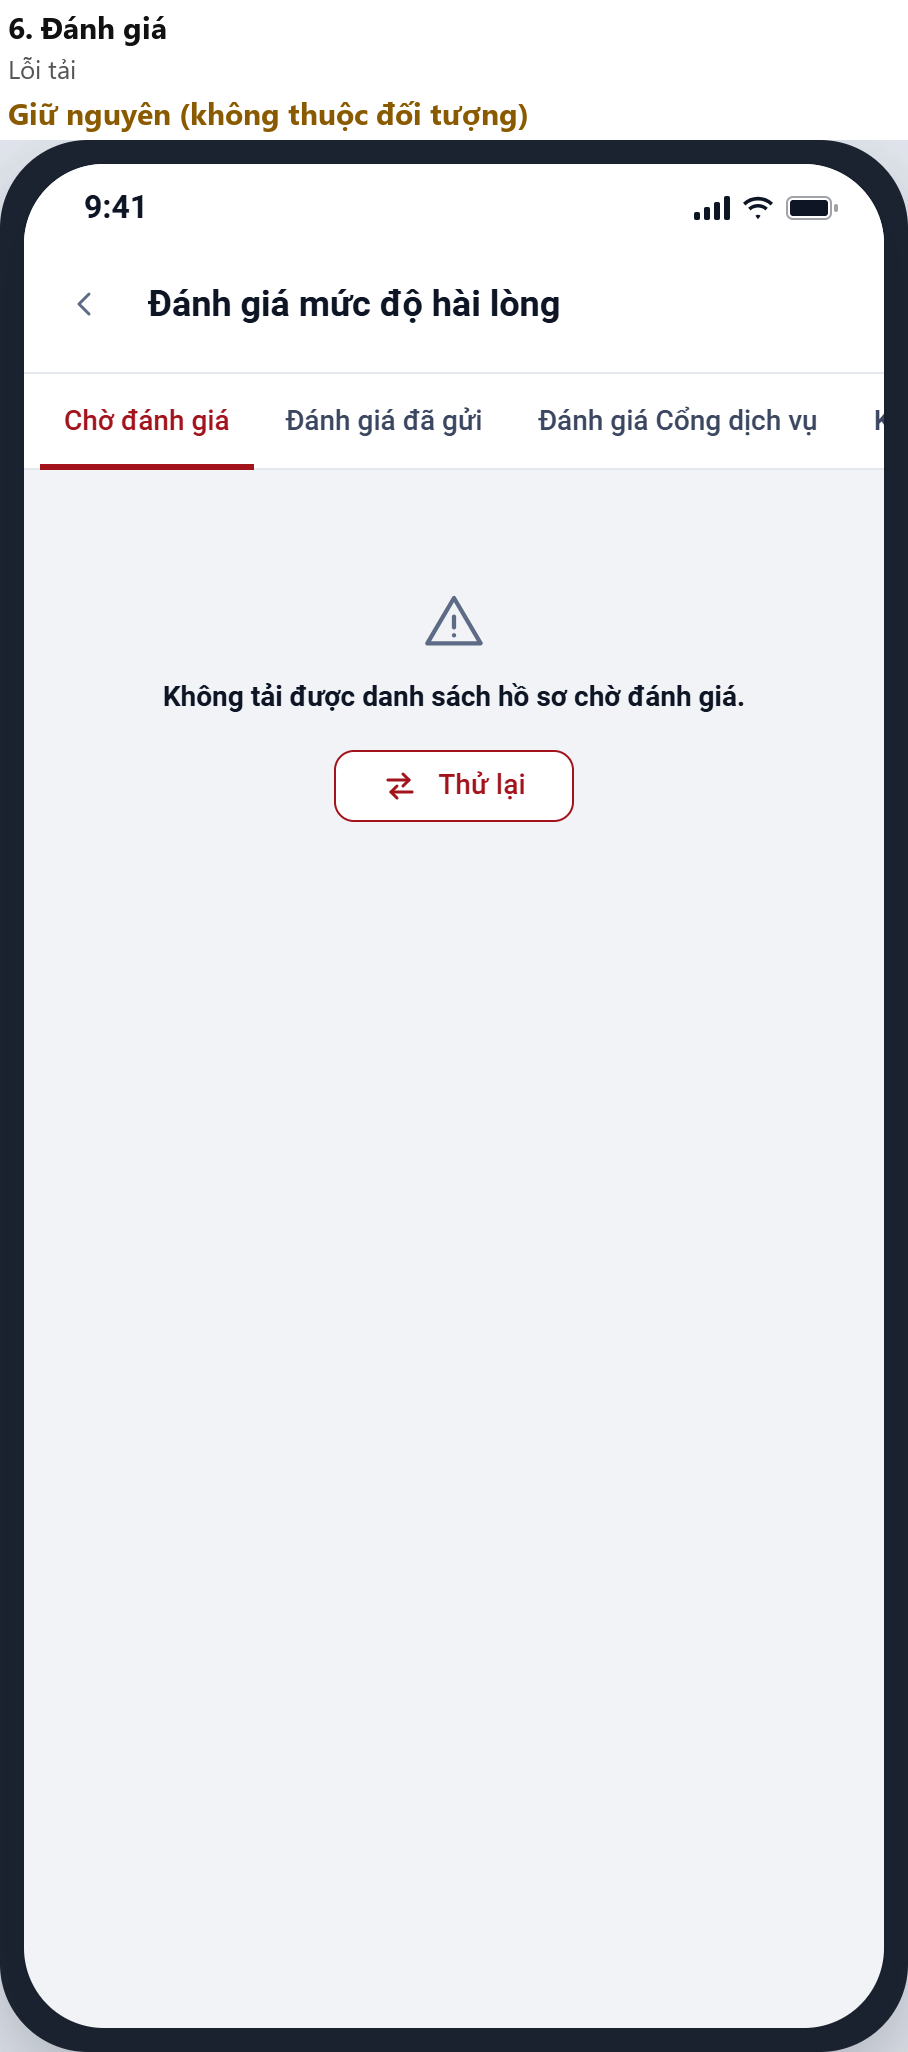 6. Đánh giá
Lỗi tải
Giữ nguyên (không thuộc đối tượng)
9:41
Đánh giá mức độ hài lòng
Chờ đánh giá Đánh giá đã gửi Đánh giá Cổng dịch vụ
Không tải được danh sách hồ sơ chờ đánh giá.
Thử lại